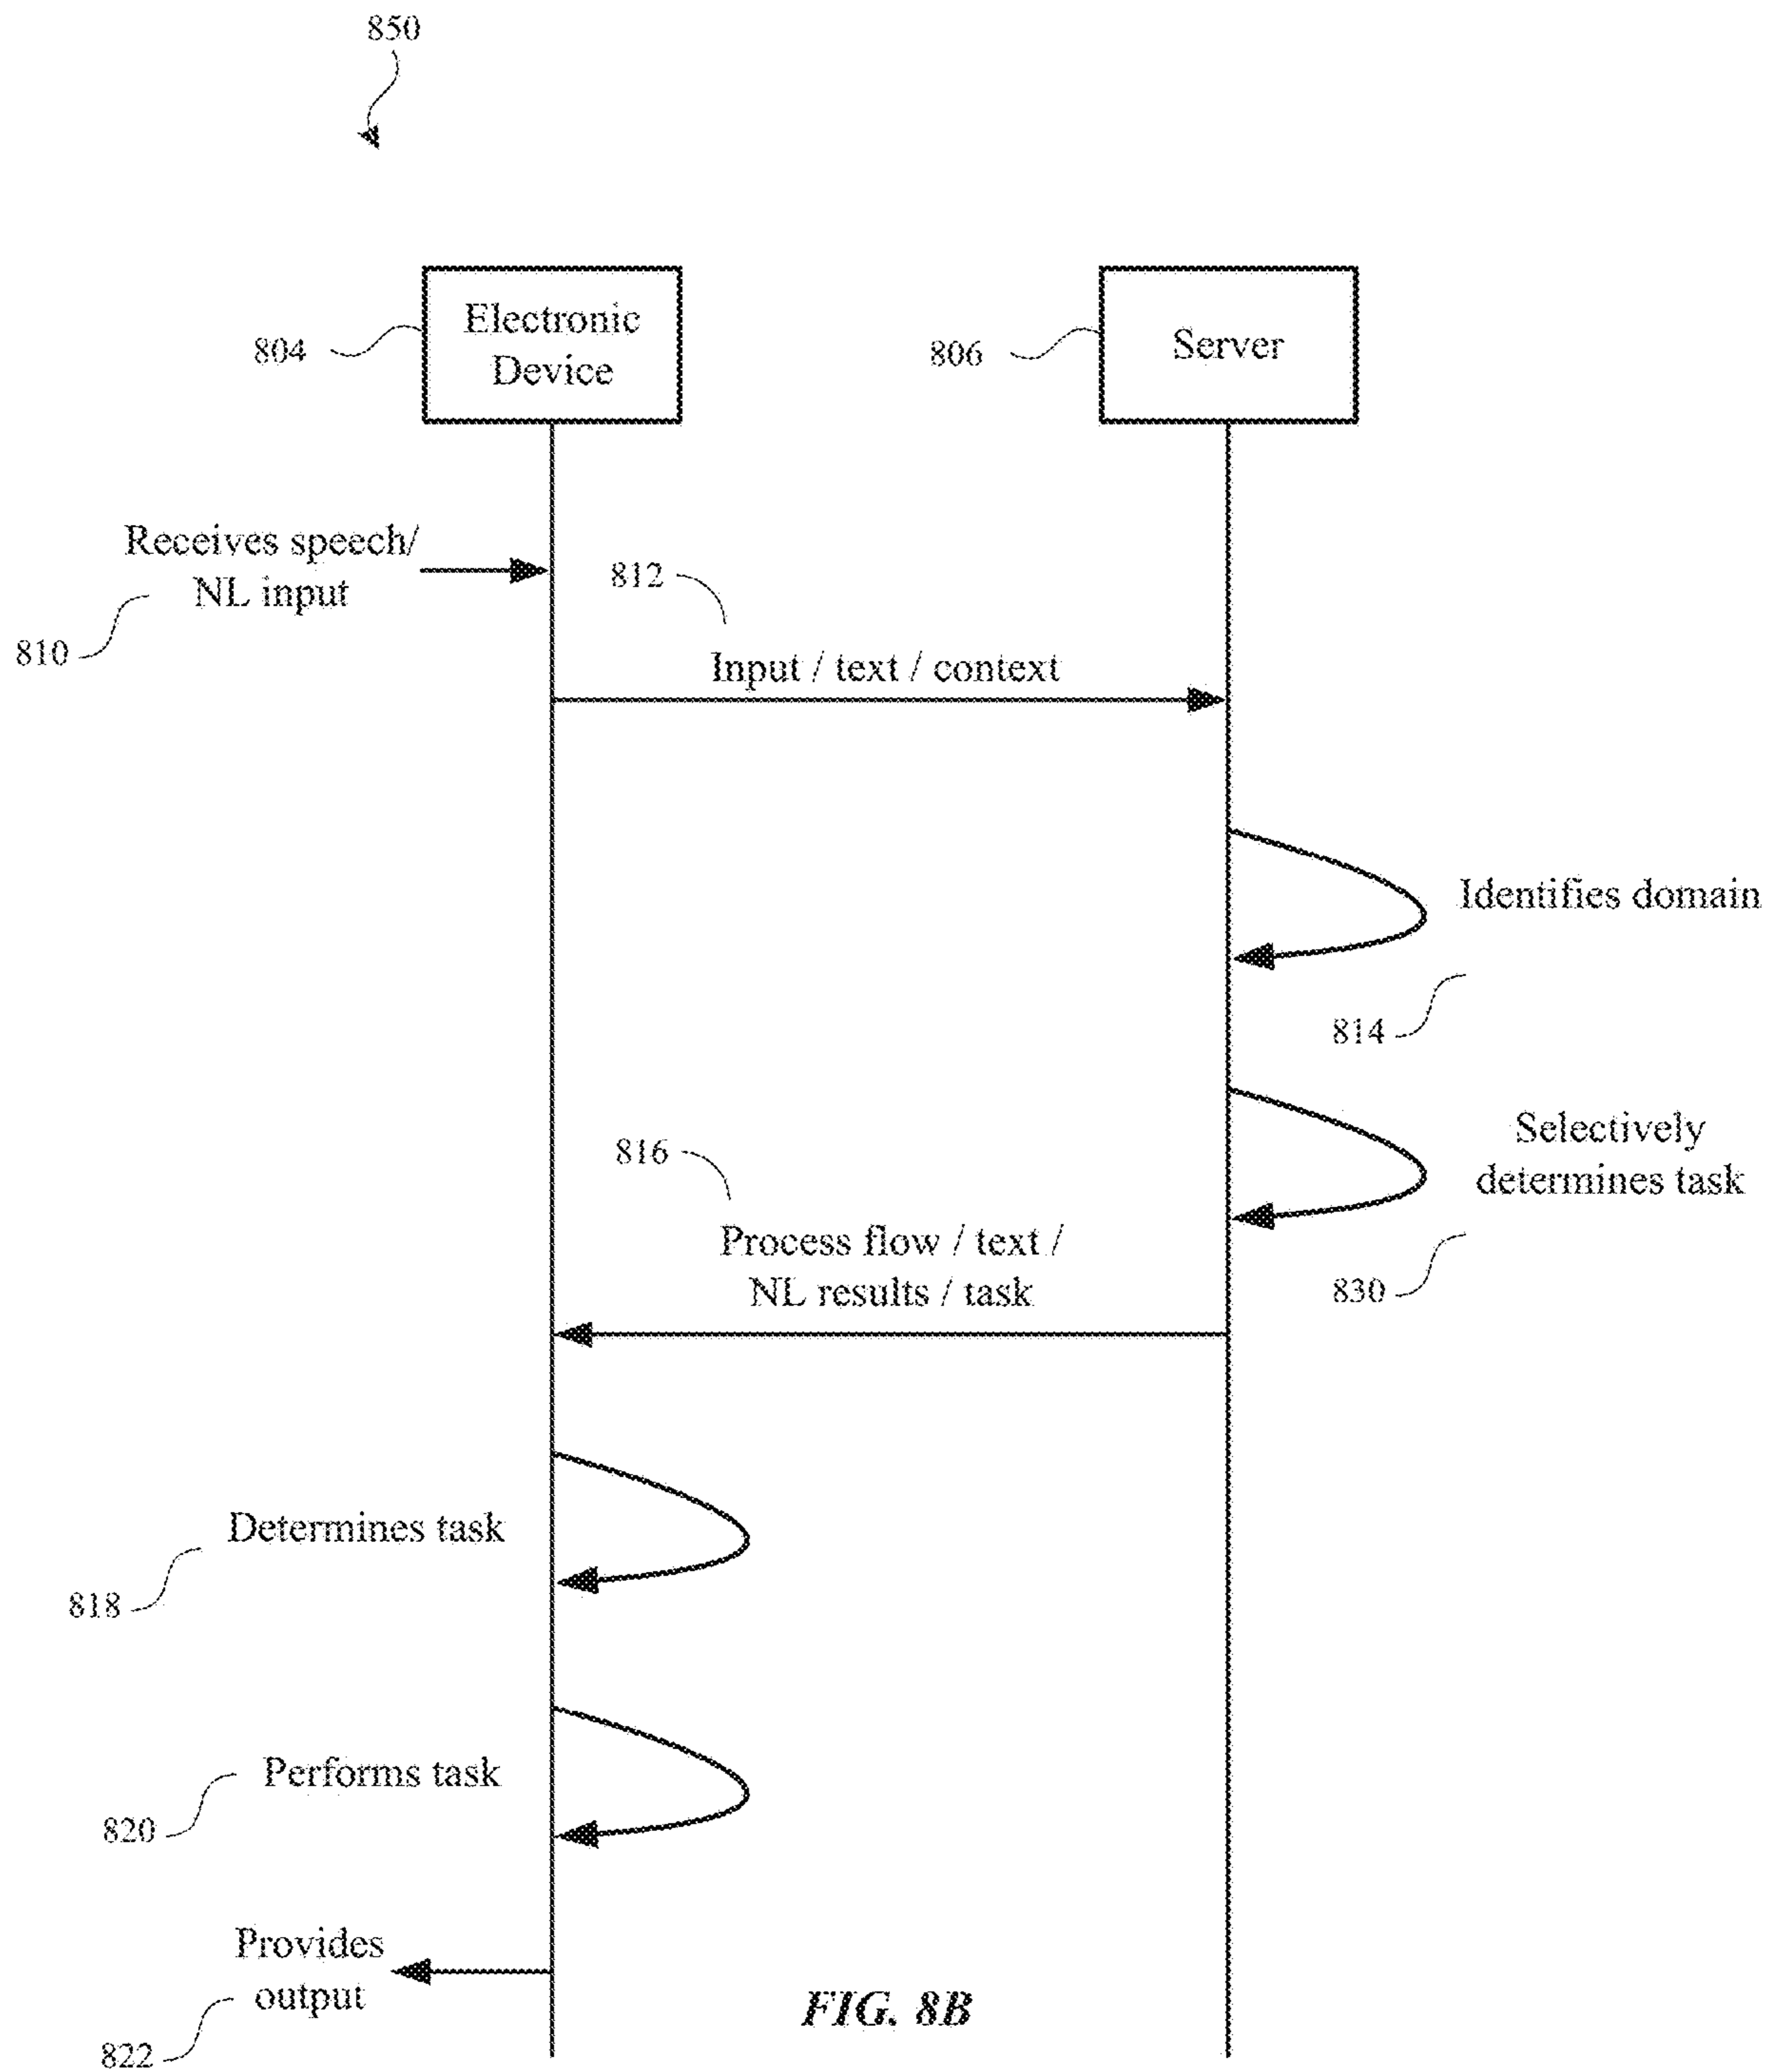 850
Electronic
Device
804
Server
806
Receives speech/
NL input
810
812
Input / text / context
Identifies domain
814
Selectively
determines task
830
816
Process flow / text /
NL results / task
Determines task
818
Performs task
820
Provides
output
822
FIG. 8B